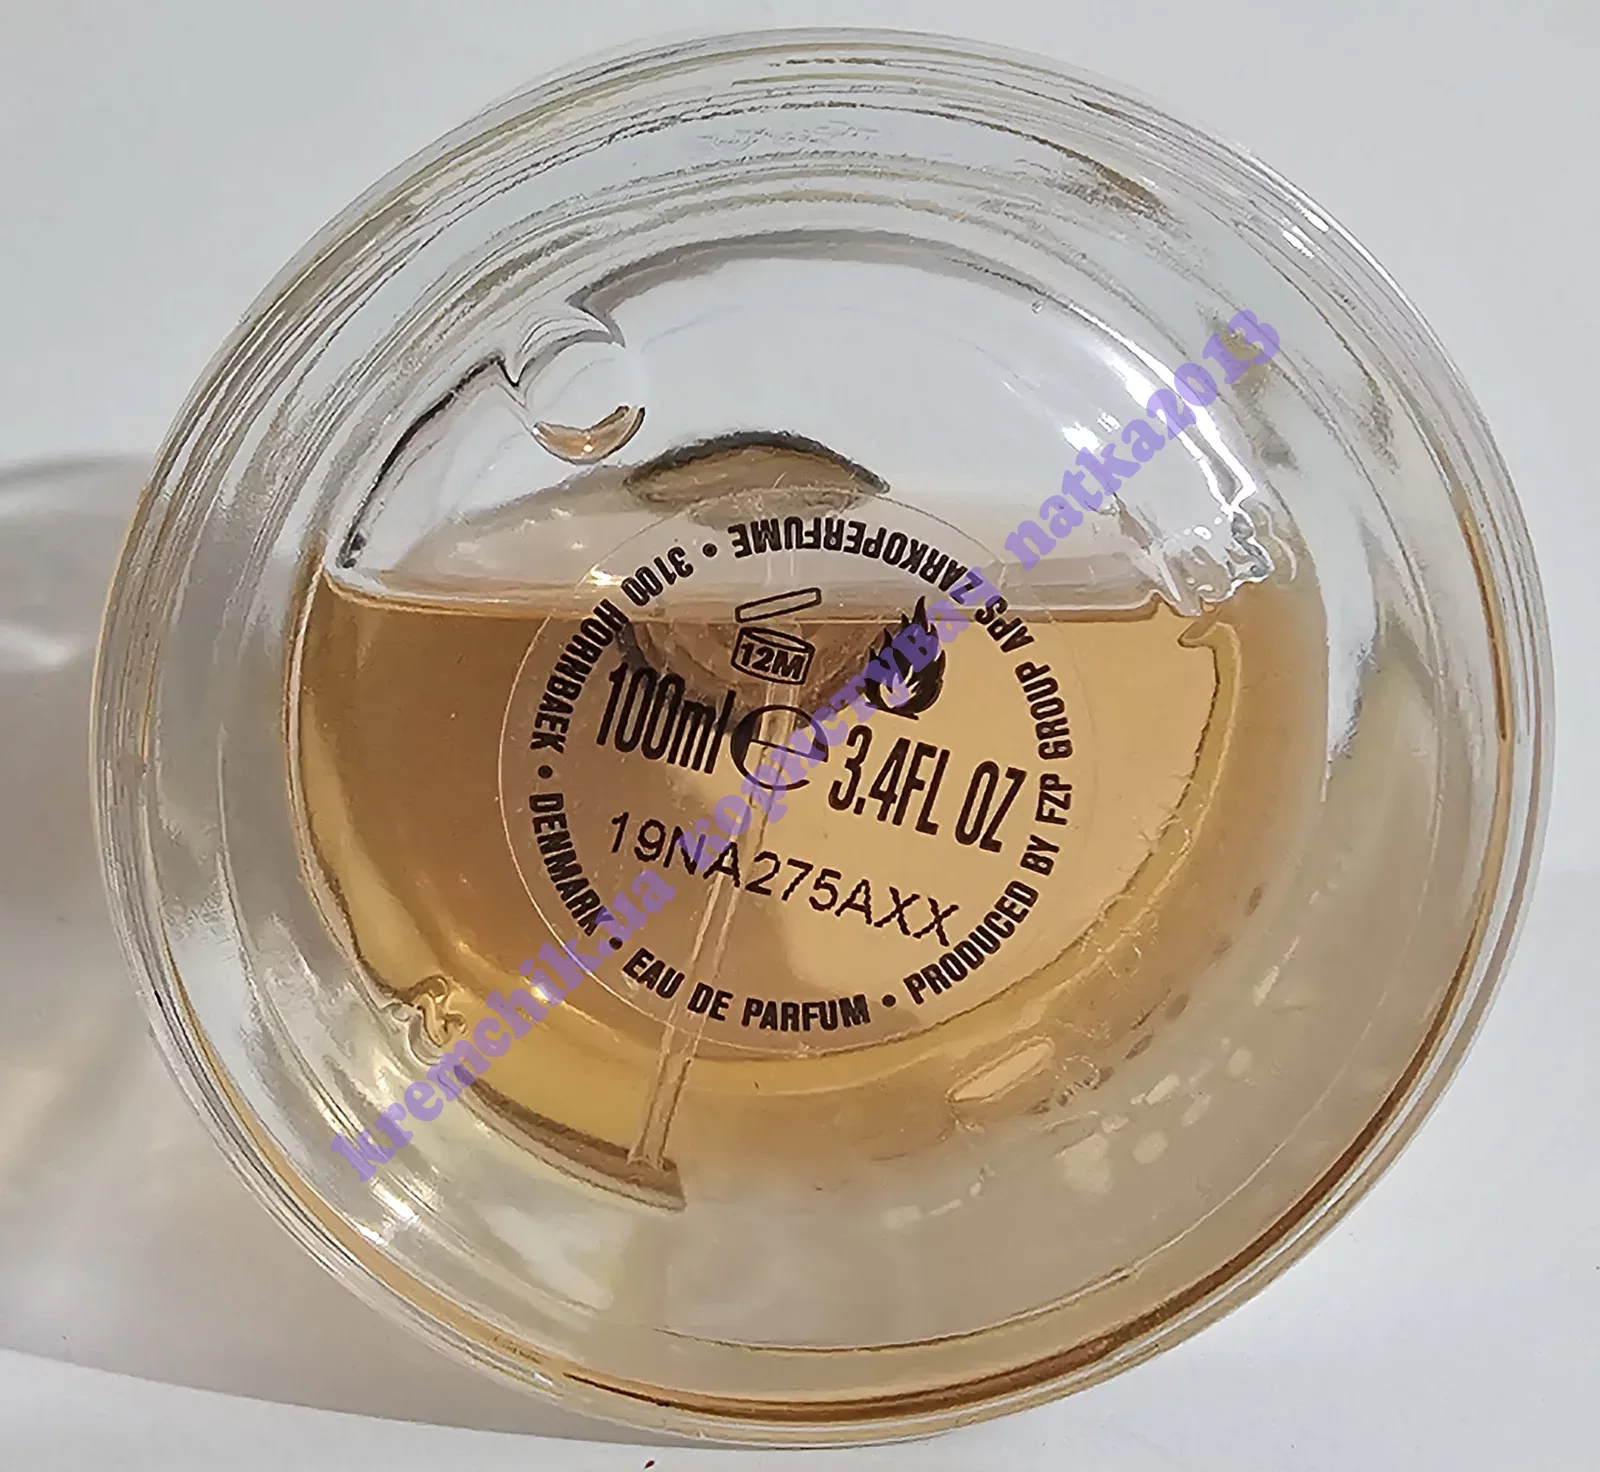 12M
100ml
3.4FL OZ
19NA275AXX
PRODUCED BY FZP GROUP APS ZARKOPERFUME • 3100 HORNBAEK • DENMARK • EAU DE PARFUM •
kremchik.ua користувач natka2013